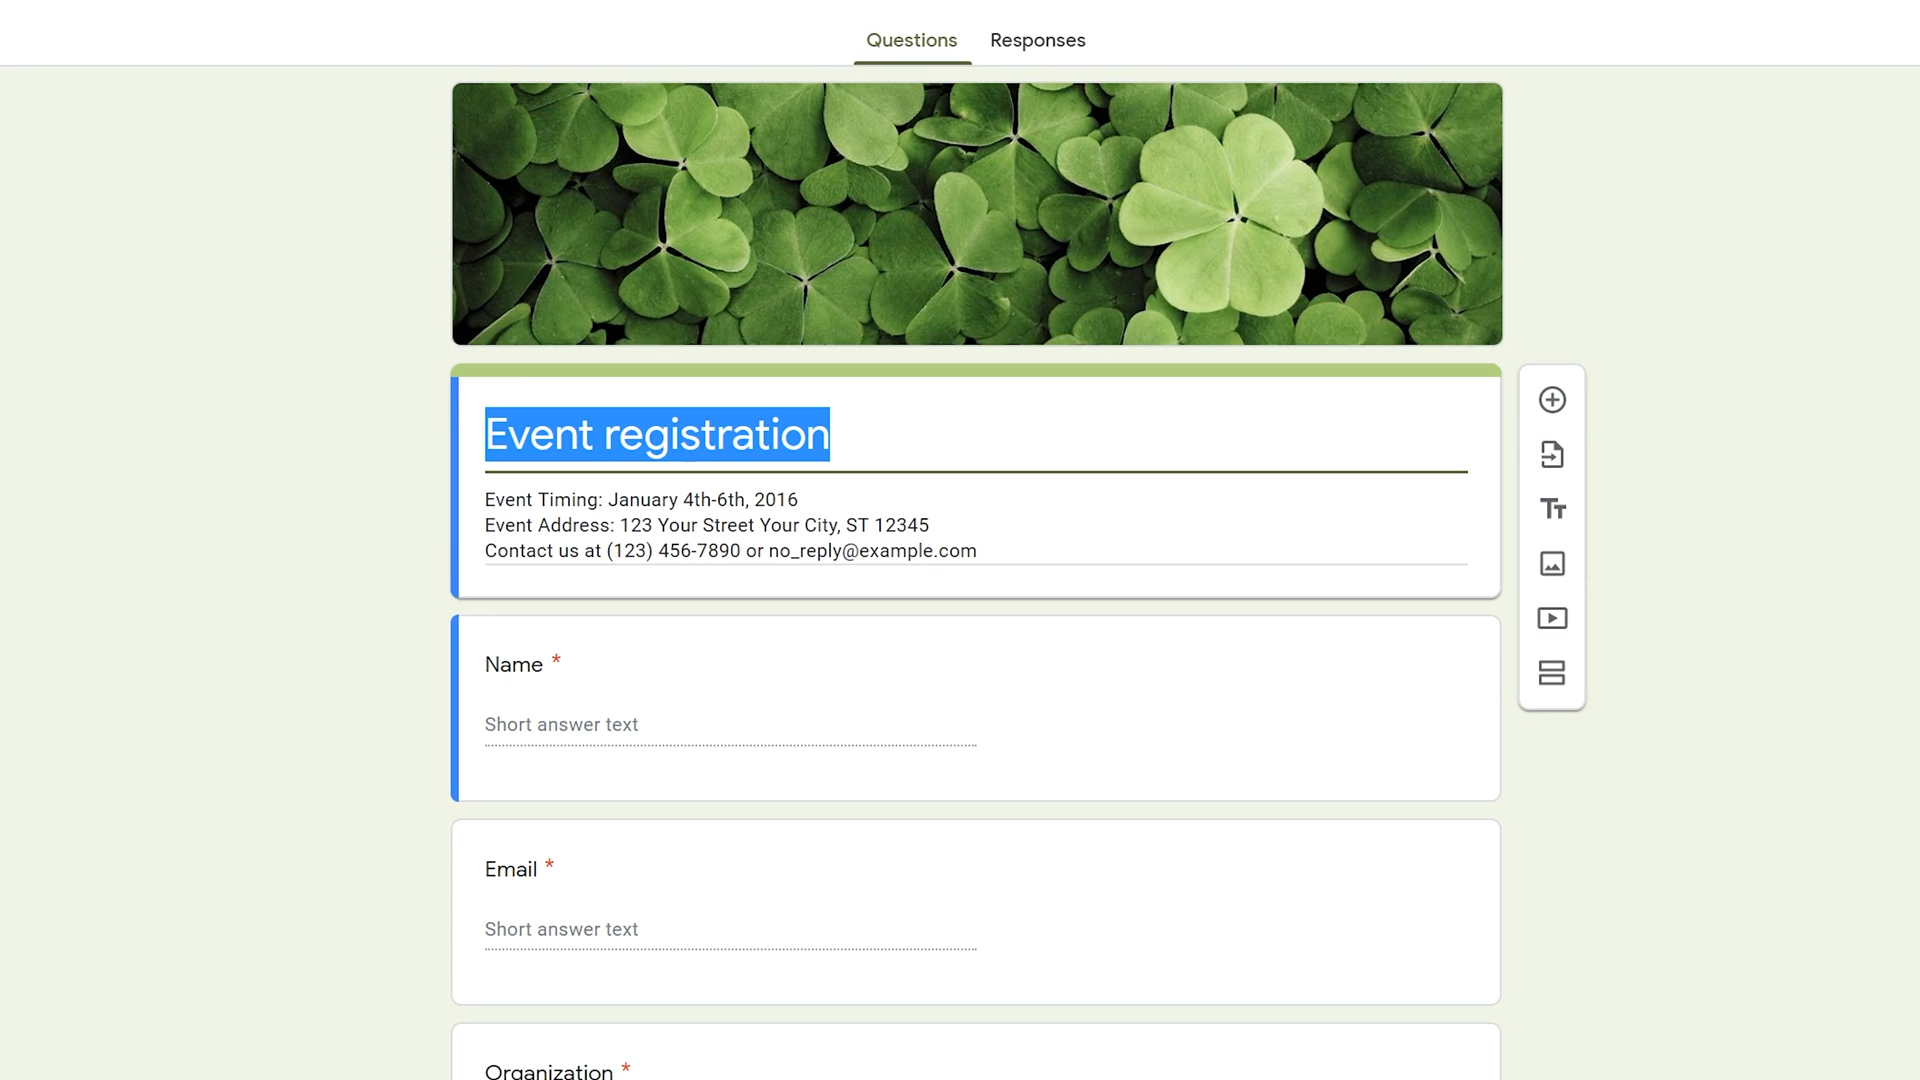 Questions Responses
Event registration
Event Timing: January 4th-6th, 2016
Event Address: 123 Your Street Your City, ST 12345
Contact us at (123) 456-7890 or no_reply@example.com
Name *
Short answer text
Email *
Short answer text
Organization *